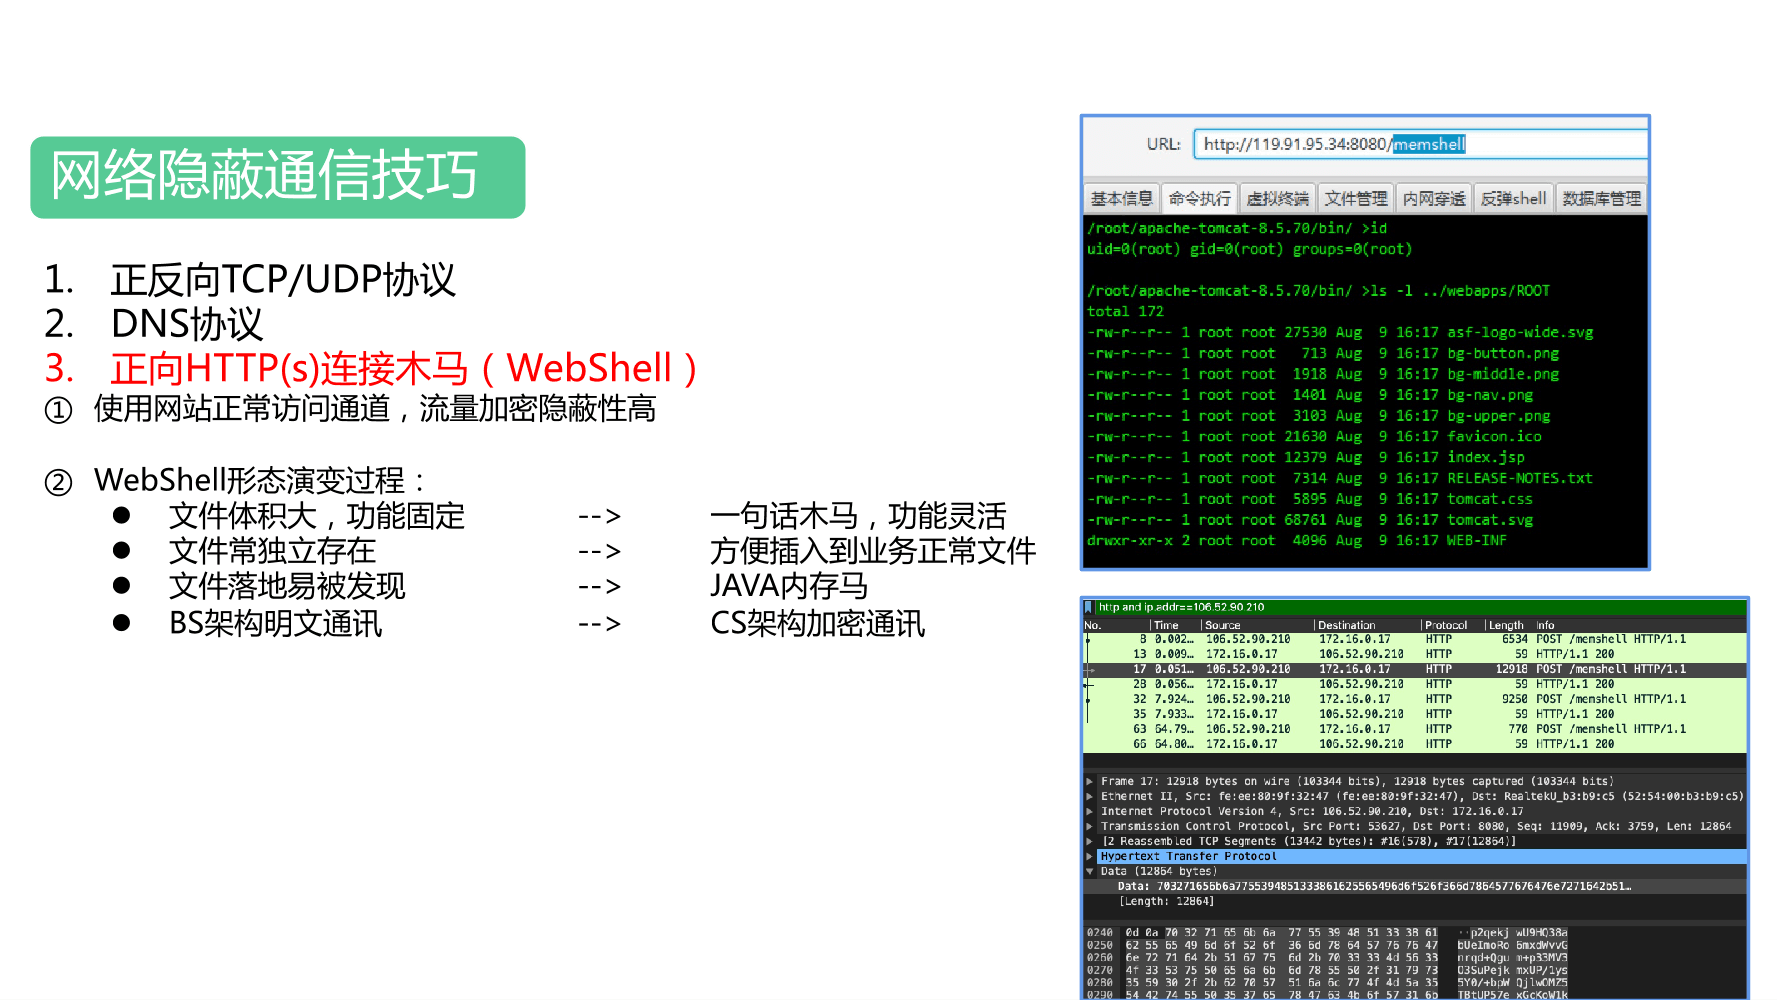 网络隐蔽通信技巧
1. 正反向TCP/UDP协议
2. DNS协议
3. 正向HTTP(s)连接木马（WebShell）
① 使用网站正常访问通道，流量加密隐蔽性高
② WebShell形态演变过程：
● 文件体积大，功能固定 --> 一句话木马，功能灵活
● 文件常独立存在 --> 方便插入到业务正常文件
● 文件落地易被发现 --> JAVA内存马
● BS架构明文通讯 --> CS架构加密通讯
URL: http://119.91.95.34:8080/memshell
基本信息 命令执行 虚拟终端 文件管理 内网穿透 反弹shell 数据库管理
/root/apache-tomcat-8.5.70/bin/ >id
uid=0(root) gid=0(root) groups=0(root)
/root/apache-tomcat-8.5.70/bin/ >ls -l ../webapps/ROOT
total 172
-rw-r--r-- 1 root root 27530 Aug 9 16:17 asf-logo-wide.svg
-rw-r--r-- 1 root root 713 Aug 9 16:17 bg-button.png
-rw-r--r-- 1 root root 1918 Aug 9 16:17 bg-middle.png
-rw-r--r-- 1 root root 1401 Aug 9 16:17 bg-nav.png
-rw-r--r-- 1 root root 3103 Aug 9 16:17 bg-upper.png
-rw-r--r-- 1 root root 21630 Aug 9 16:17 favicon.ico
-rw-r--r-- 1 root root 12379 Aug 9 16:17 index.jsp
-rw-r--r-- 1 root root 7314 Aug 9 16:17 RELEASE-NOTES.txt
-rw-r--r-- 1 root root 5895 Aug 9 16:17 tomcat.css
-rw-r--r-- 1 root root 68761 Aug 9 16:17 tomcat.svg
drwxr-xr-x 2 root root 4096 Aug 9 16:17 WEB-INF
http and ip.addr==106.52.90.210
No. Time Source Destination Protocol Length Info
8 0.002… 106.52.90.210 172.16.0.17 HTTP 6534 POST /memshell HTTP/1.1
13 0.009… 172.16.0.17 106.52.90.210 HTTP 59 HTTP/1.1 200
17 0.051… 106.52.90.210 172.16.0.17 HTTP 12918 POST /memshell HTTP/1.1
28 0.056… 172.16.0.17 106.52.90.210 HTTP 59 HTTP/1.1 200
32 7.924… 106.52.90.210 172.16.0.17 HTTP 9250 POST /memshell HTTP/1.1
35 7.933… 172.16.0.17 106.52.90.210 HTTP 59 HTTP/1.1 200
63 64.79… 106.52.90.210 172.16.0.17 HTTP 770 POST /memshell HTTP/1.1
66 64.80… 172.16.0.17 106.52.90.210 HTTP 59 HTTP/1.1 200
Frame 17: 12918 bytes on wire (103344 bits), 12918 bytes captured (103344 bits)
Ethernet II, Src: fe:ee:80:9f:32:47 (fe:ee:80:9f:32:47), Dst: RealtekU_b3:b9:c5 (52:54:00:b3:b9:c5)
Internet Protocol Version 4, Src: 106.52.90.210, Dst: 172.16.0.17
Transmission Control Protocol, Src Port: 53627, Dst Port: 8080, Seq: 11909, Ack: 3759, Len: 12864
[2 Reassembled TCP Segments (13442 bytes): #16(578), #17(12864)]
Hypertext Transfer Protocol
Data (12864 bytes)
Data: 703271656b6a7755394851333861625565496d6f526f366d7864577676476e7271642b51…
[Length: 12864]
0240 0d 0a 70 32 71 65 6b 6a 77 55 39 48 51 33 38 61 ··p2qekj wU9HQ38a
0250 62 55 65 49 6d 6f 52 6f 36 6d 78 64 57 76 76 47 bUeImoRo 6mxdWvvG
0260 6e 72 71 64 2b 51 67 75 6d 2b 70 33 33 4d 56 33 nrqd+Qgu m+p33MV3
0270 4f 33 53 75 50 65 6a 6b 6d 78 55 50 2f 31 79 73 O3SuPejk mxUP/1ys
0280 35 59 30 2f 2b 62 70 57 51 6a 6c 77 4f 4d 5a 35 5Y0/+bpW QjlwOMZ5
0290 54 42 74 55 50 35 37 65 78 47 63 4b 6f 57 31 6b TBtUP57e xGcKoW1k